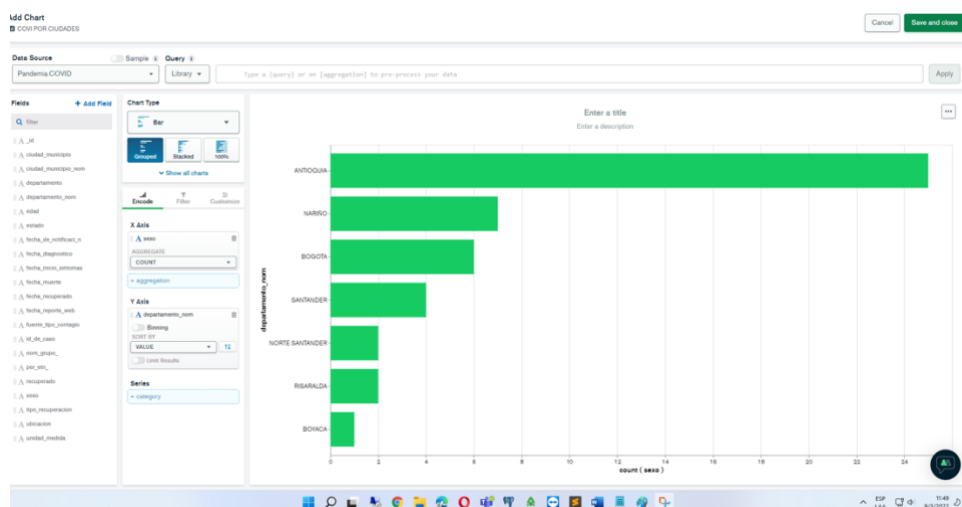 Add Chart
COVI POR CIUDADES
Cancel
Save and close
Data Source
Sample
Query
Pandemia.COVID
Library
Type a {query} or an [aggregation] to pre-process your data
Apply
Fields
+ Add Field
filter
A _id
A ciudad_municipio
A ciudad_municipio_nom
A departamento
A departamento_nom
A edad
A estado
A fecha_de_notificaci_n
A fecha_diagnostico
A fecha_inicio_sintomas
A fecha_muerte
A fecha_recuperado
A fecha_reporte_web
A fuente_tipo_contagio
A id_de_caso
A nom_grupo_
A per_etn_
A recuperado
A sexo
A tipo_recuperacion
A ubicacion
A unidad_medida
Chart Type
Bar
Grouped
Stacked
100%
Show all charts
Encode
Filter
Customize
X Axis
A sexo
AGGREGATE
COUNT
+ aggregation
Y Axis
A departamento_nom
Binning
SORT BY
VALUE
Limit Results
Series
+ category
Enter a title
Enter a description
departamento_nom
ANTIOQUIA
NARIÑO
BOGOTA
SANTANDER
NORTE SANTANDER
RISARALDA
BOYACA
0 2 4 6 8 10 12 14 16 18 20 22 24
count ( sexo )
ESP
11:49